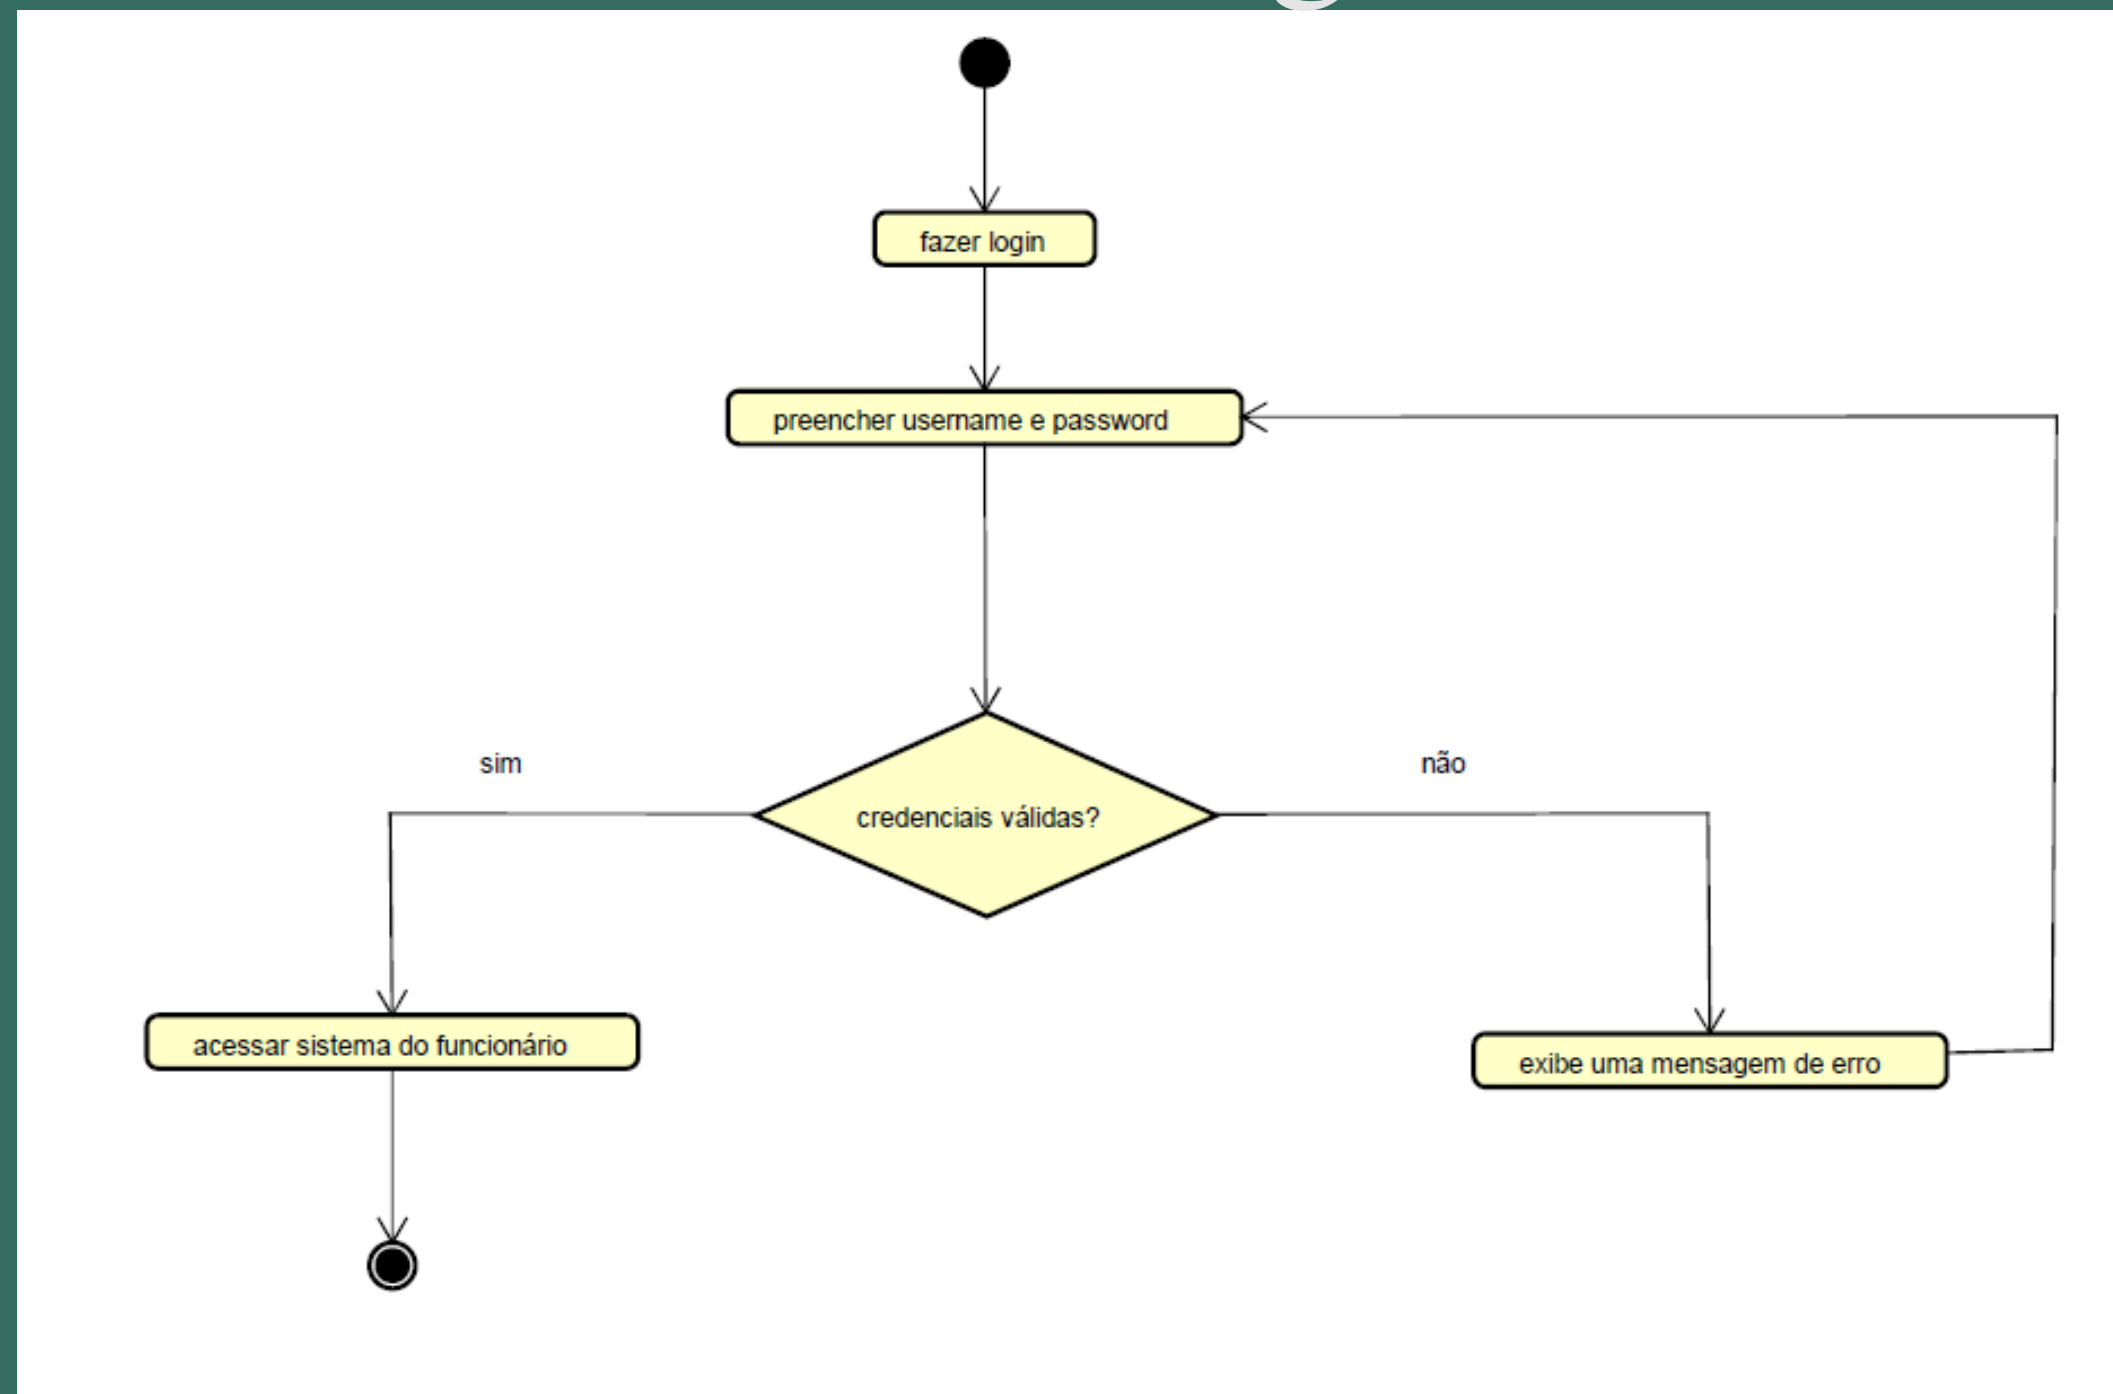 fazer login
preencher username e password
sim
não
credenciais válidas?
acessar sistema do funcionário
exibe uma mensagem de erro